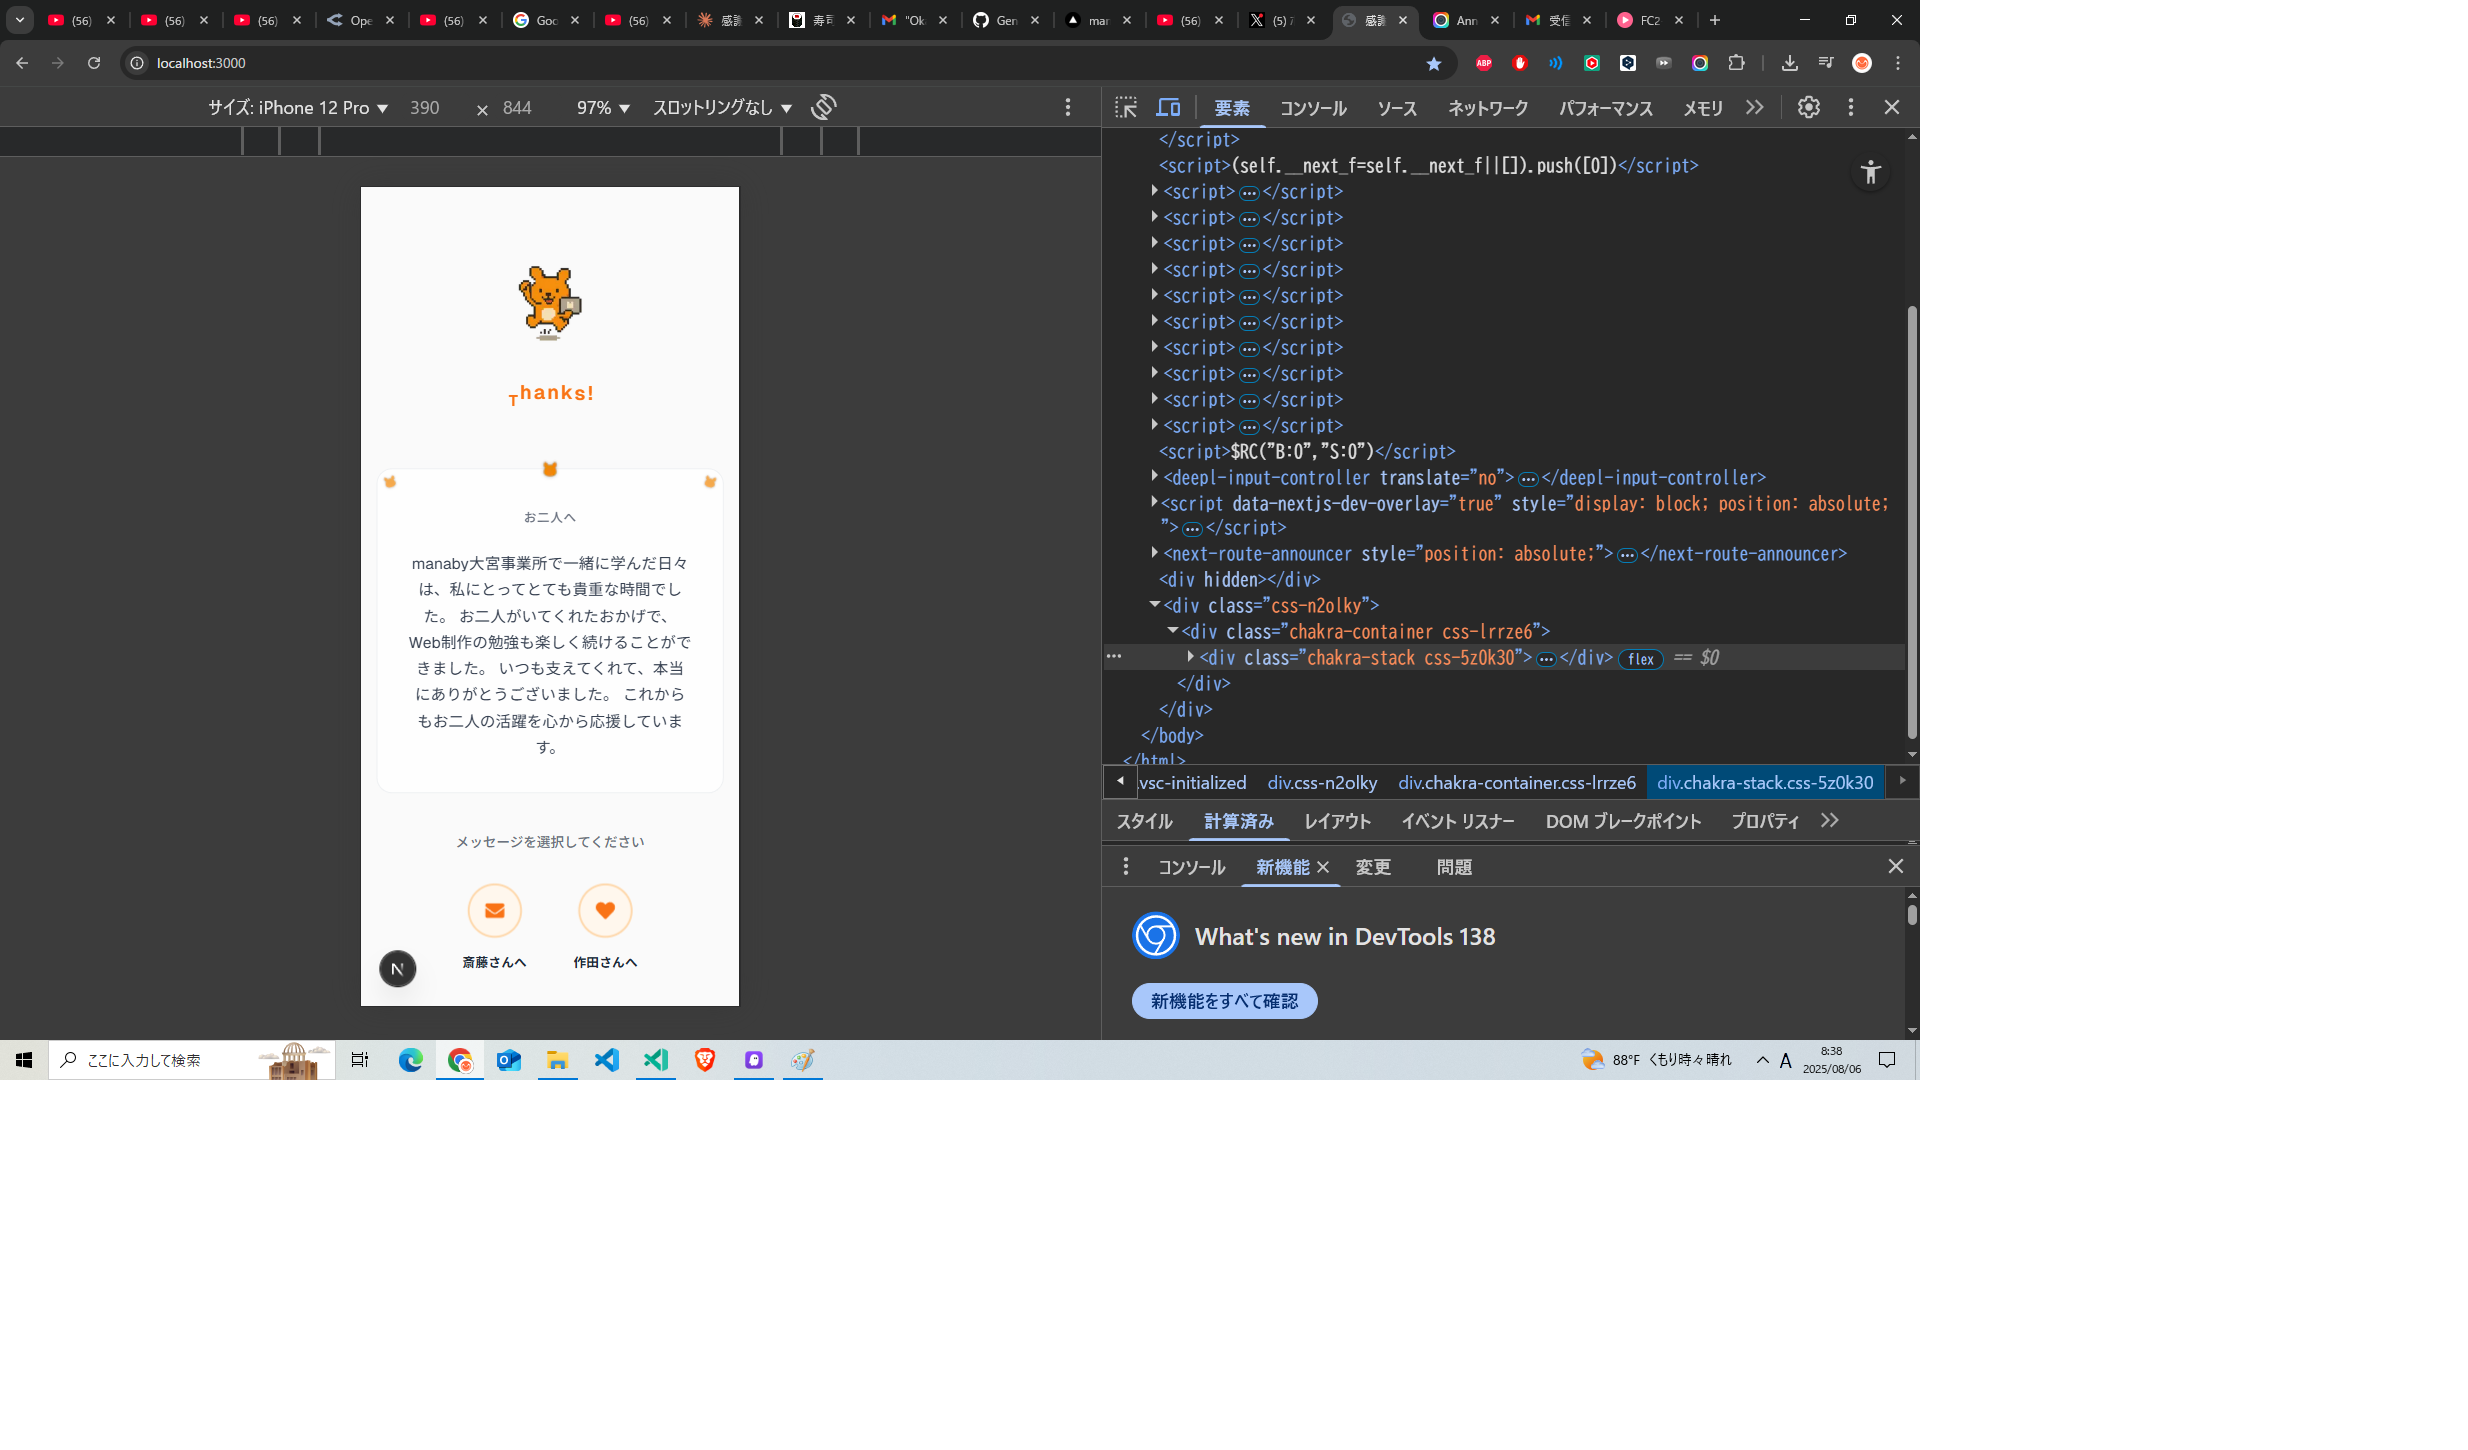 (56)
(56)
(56)
Ope
(56)
Goo
(56)
感謝
寿司
"Ok
Gen
mar
(56)
(5)
感謝
Ann
受信
FC2
localhost:3000
サイズ: iPhone 12 Pro
390
×
844
97%
スロットリングなし
要素
コンソール
ソース
ネットワーク
パフォーマンス
メモリ
Thanks!
お二人へ
manaby大宮事業所で一緒に学んだ日々
は、私にとってとても貴重な時間でし
た。 お二人がいてくれたおかげで、
Web制作の勉強も楽しく続けることがで
きました。 いつも支えてくれて、本当
にありがとうございました。 これから
もお二人の活躍を心から応援していま
す。
メッセージを選択してください
斎藤さんへ
作田さんへ
N
</script>
<script>(self.__next_f=self.__next_f||[]).push([0])</script>
<script>…</script>
<script>…</script>
<script>…</script>
<script>…</script>
<script>…</script>
<script>…</script>
<script>…</script>
<script>…</script>
<script>…</script>
<script>…</script>
<script>$RC("B:0","S:0")</script>
<deepl-input-controller translate="no">…</deepl-input-controller>
<script data-nextjs-dev-overlay="true" style="display: block; position: absolute;
">…</script>
<next-route-announcer style="position: absolute;">…</next-route-announcer>
<div hidden></div>
<div class="css-n2olky">
<div class="chakra-container css-lrrze6">
<div class="chakra-stack css-5z0k30">…</div> flex == $0
</div>
</div>
</body>
</html>
.vsc-initialized
div.css-n2olky
div.chakra-container.css-lrrze6
div.chakra-stack.css-5z0k30
スタイル
計算済み
レイアウト
イベント リスナー
DOM ブレークポイント
プロパティ
コンソール
新機能
変更
問題
What's new in DevTools 138
新機能をすべて確認
ここに入力して検索
88°F くもり時々晴れ
A
8:38
2025/08/06